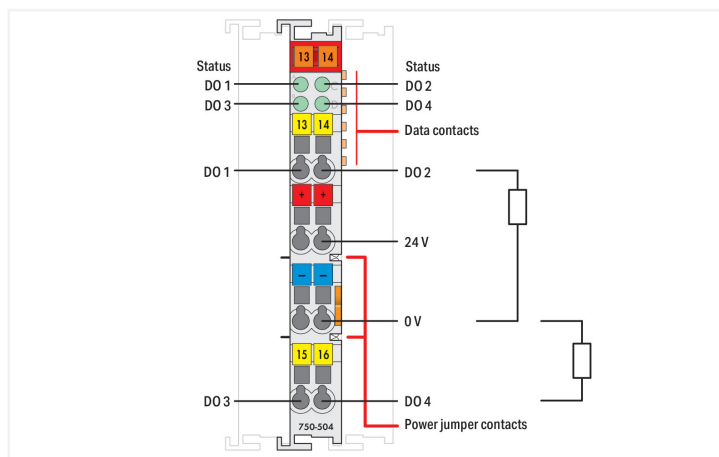 13 14
Status Status
DO 1 DO 2
DO 3 DO 4
13 14
Data contacts
DO 1 DO 2
+ +
24 V
– –
0 V
15 16
DO 3 DO 4
750-504
Power jumper contacts